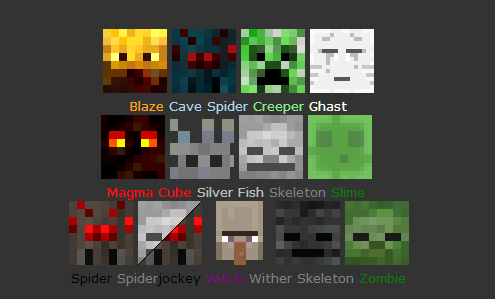 Blaze Cave Spider Creeper Ghast
Magma Cube Silver Fish Skeleton Slime
Spider Spiderjockey Witch Wither Skeleton Zombie